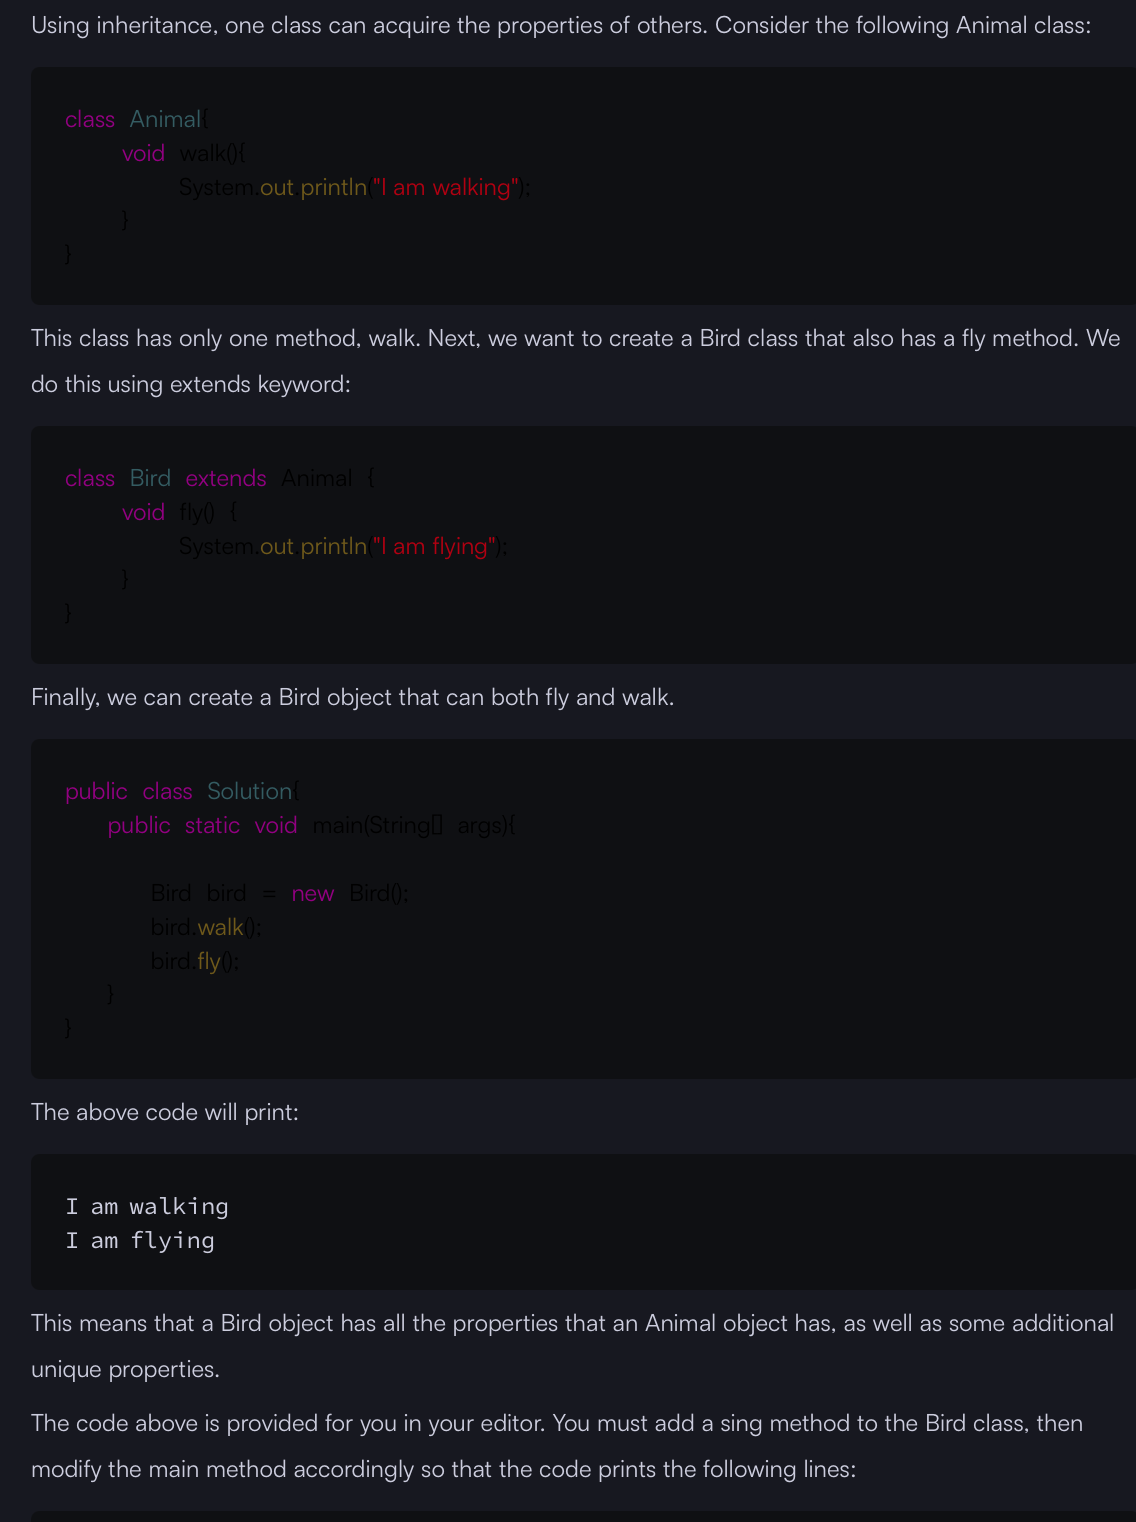 Using inheritance, one class can acquire the properties of others. Consider the following Animal class:
class Animal{
void walk(){
System.out.println("I am walking");
}
}
This class has only one method, walk. Next, we want to create a Bird class that also has a fly method. We
do this using extends keyword:
class Bird extends Animal {
void fly() {
System.out.println("I am flying");
}
}
Finally, we can create a Bird object that can both fly and walk.
public class Solution{
public static void main(String[] args){
Bird bird = new Bird();
bird.walk();
bird.fly();
}
}
The above code will print:
I am walking
I am flying
This means that a Bird object has all the properties that an Animal object has, as well as some additional
unique properties.
The code above is provided for you in your editor. You must add a sing method to the Bird class, then
modify the main method accordingly so that the code prints the following lines: